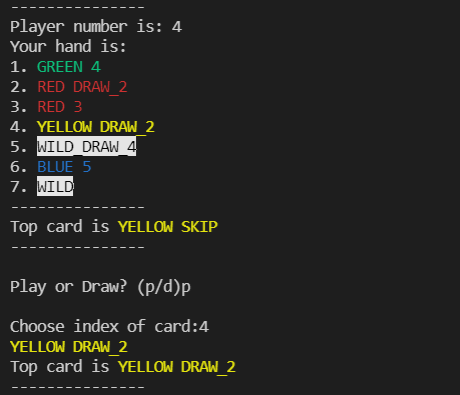 ---------------
Player number is: 4
Your hand is:
1. GREEN 4
2. RED DRAW_2
3. RED 3
4. YELLOW DRAW_2
5. WILD_DRAW_4
6. BLUE 5
7. WILD
---------------
Top card is YELLOW SKIP
---------------
Play or Draw? (p/d)p
Choose index of card:4
YELLOW DRAW_2
Top card is YELLOW DRAW_2
---------------